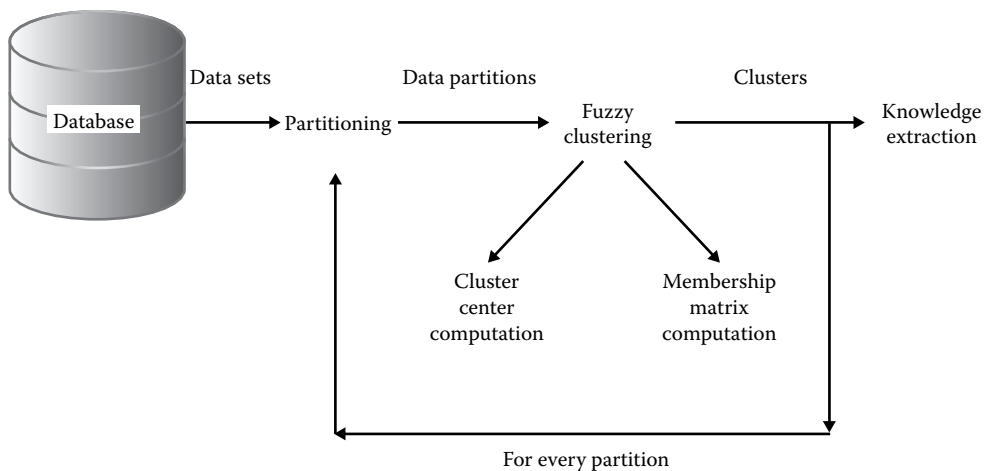 Data sets
Data partitions
Clusters
Database
Partitioning
Fuzzy
clustering
Knowledge
extraction
Cluster
center
computation
Membership
matrix
computation
For every partition